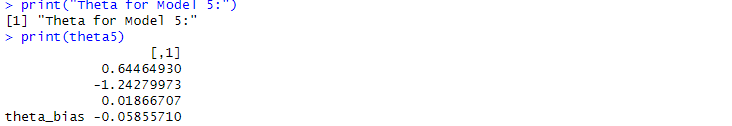 > print("Theta for Model 5:")
[1] "Theta for Model 5:"
> print(theta5)
[,1]
0.64464930
-1.24279973
0.01866707
theta_bias -0.05855710